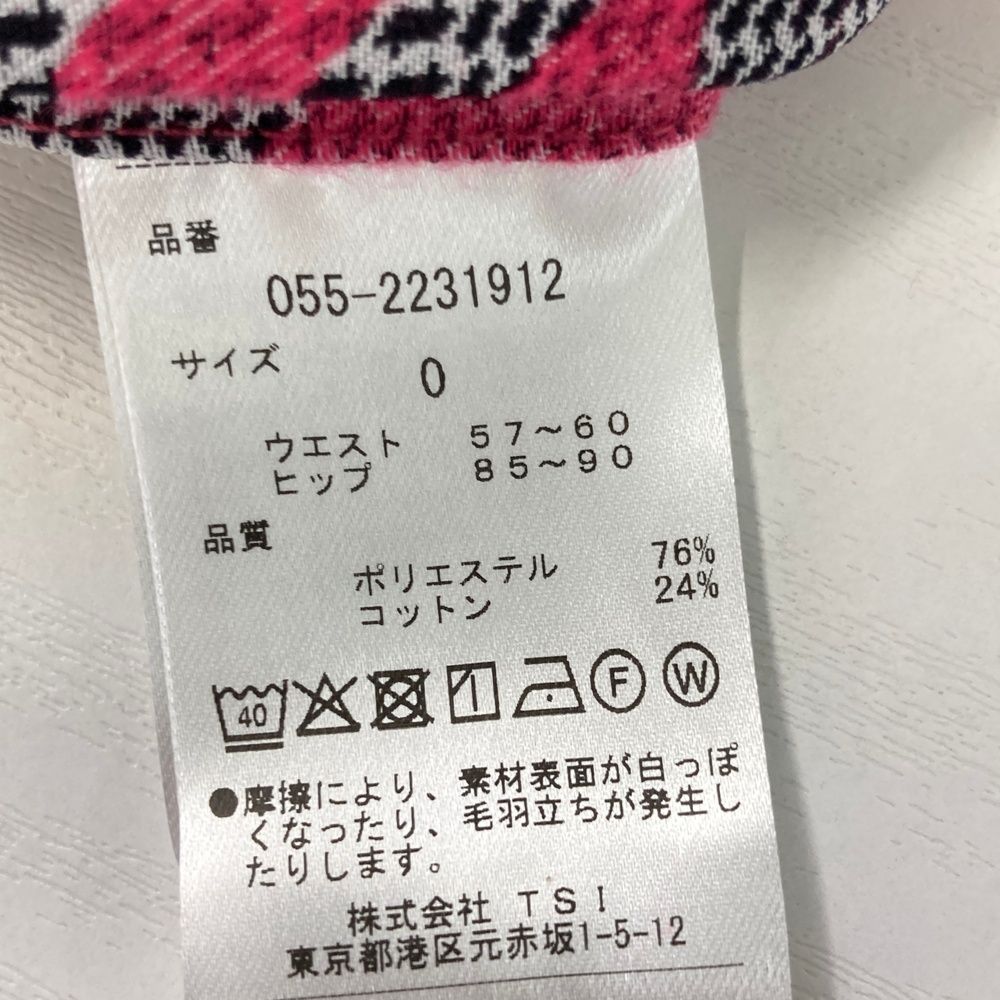 品番
055-2231912
サイズ 0
ウエスト 57~60
ヒップ 85~90
品質
ポリエステル 76%
コットン 24%
40 F W
●摩擦により、素材表面が白っぽ
くなったり、毛羽立ちが発生し
たりします。
株式会社 TSI
東京都港区元赤坂1-5-12